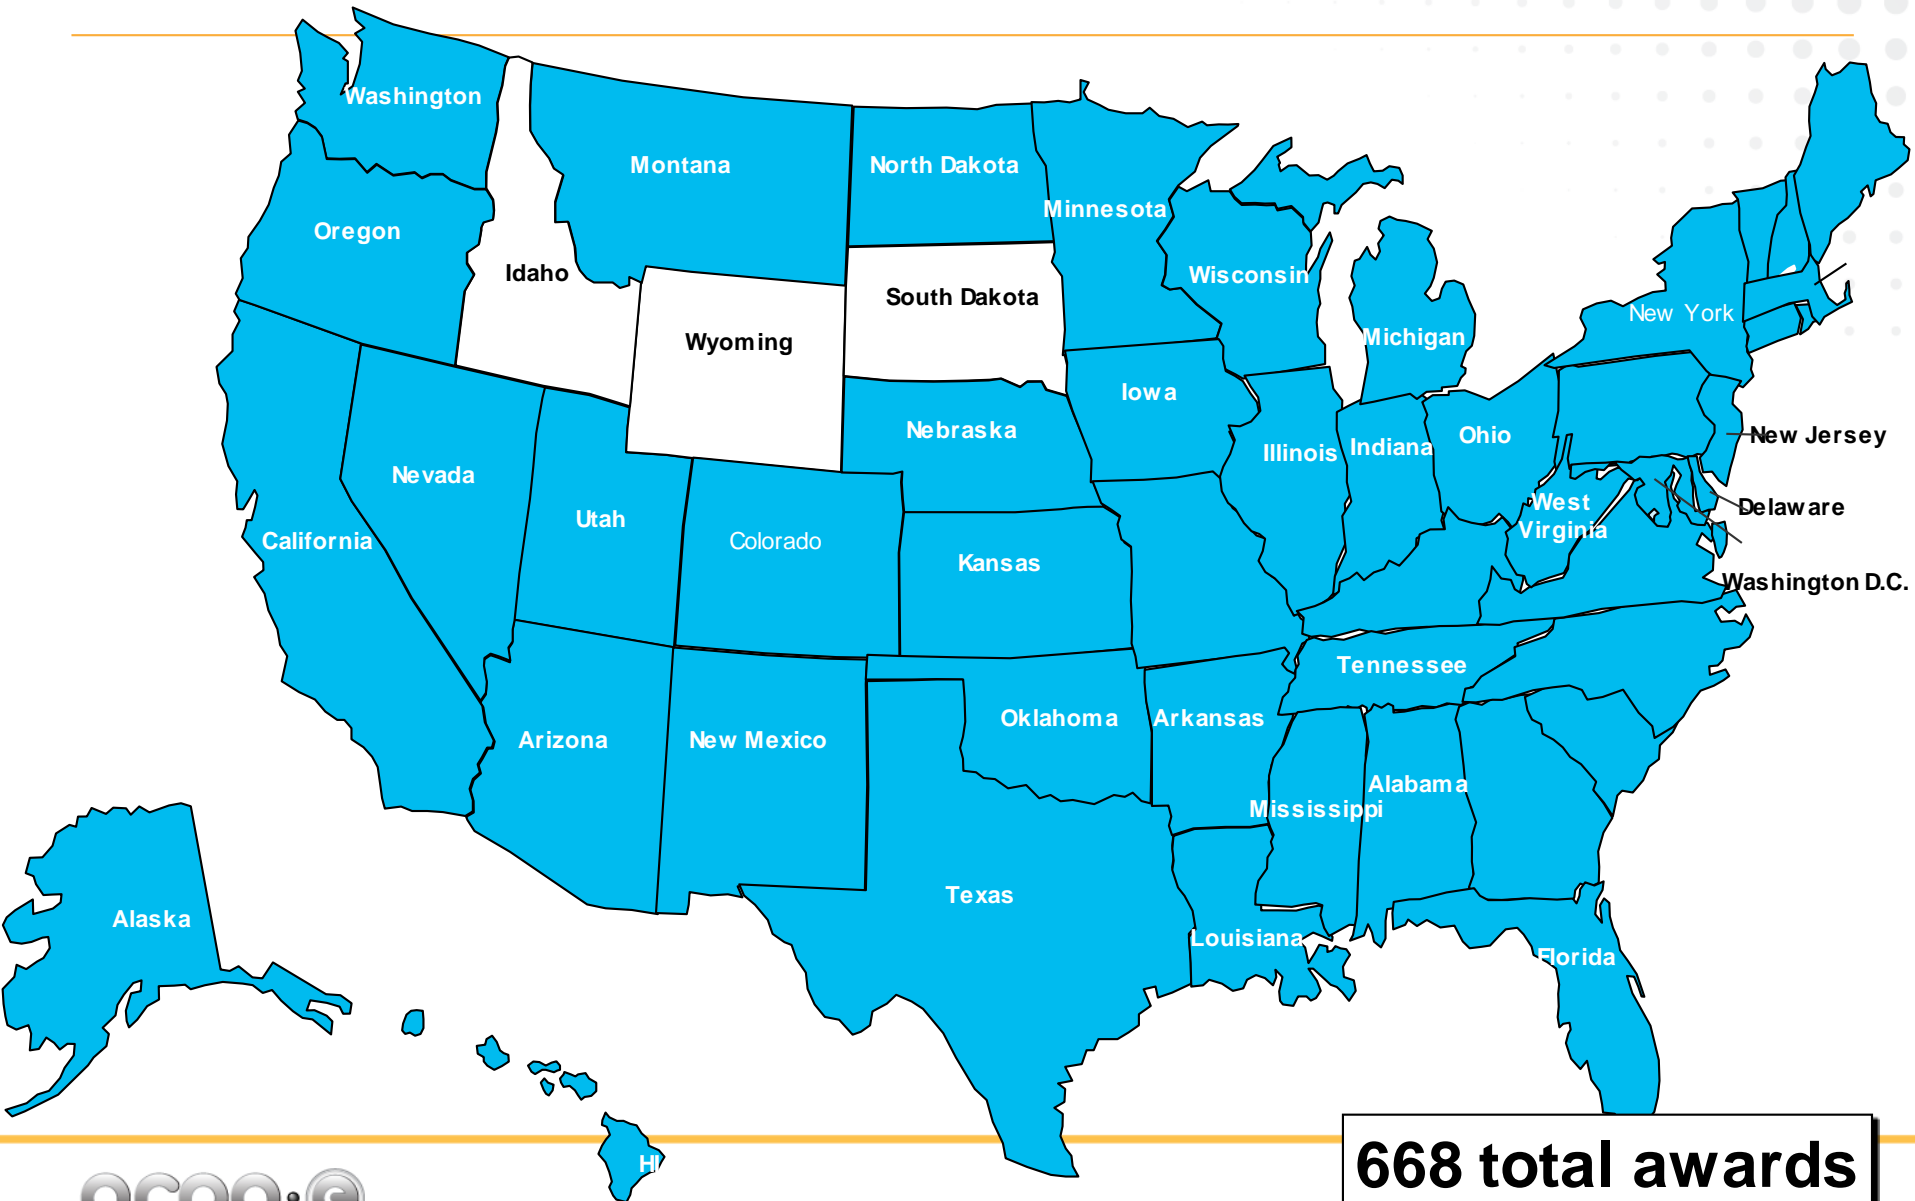 Washington
Montana
North Dakota
Minnesota
Oregon
Idaho
Wisconsin
South Dakota
New York
Wyoming
Michigan
Iowa
Nebraska
Ohio
New Jersey
Illinois
Indiana
Nevada
West
Virginia
Delaware
Utah
California
Colorado
Kansas
Washington D.C.
Tennessee
Oklahoma
Arkansas
Arizona
New Mexico
Alabama
Mississippi
Texas
Alaska
Louisiana
Florida
HI
668 total awards